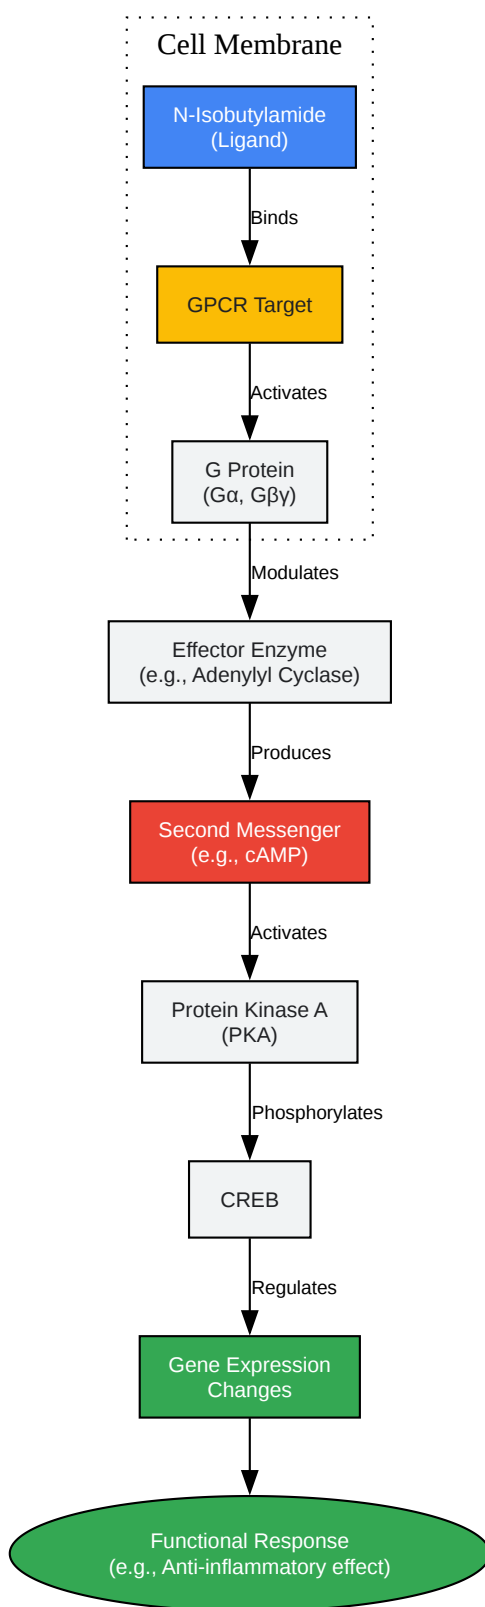 Cell Membrane
N-Isobutylamide
(Ligand)
Binds
GPCR Target
Activates
G Protein
(Gα, Gβγ)
Modulates
Effector Enzyme
(e.g., Adenylyl Cyclase)
Produces
Second Messenger
(e.g., cAMP)
Activates
Protein Kinase A
(PKA)
Phosphorylates
CREB
Regulates
Gene Expression
Changes
Functional Response
(e.g., Anti-inflammatory effect)